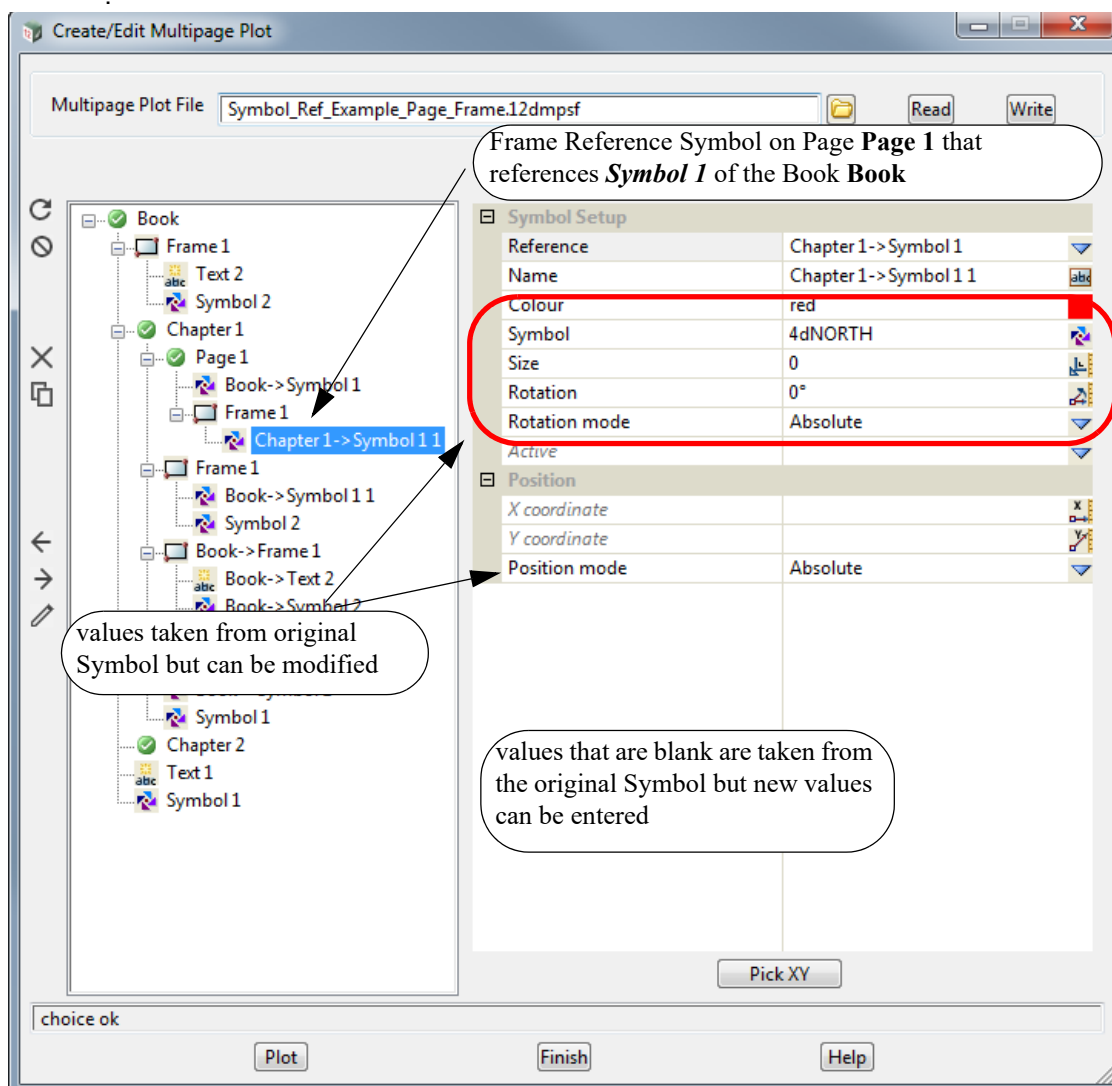 Create/Edit Multipage Plot
Multipage Plot File
Symbol_Ref_Example_Page_Frame.12dmpsf
Read
Write
Frame Reference Symbol on Page Page 1 that
references Symbol 1 of the Book Book
Book
Frame 1
Text 2
Symbol 2
Chapter 1
Page 1
Book->Symbol 1
Frame 1
Chapter 1->Symbol 1 1
Frame 1
Book->Symbol 1 1
Symbol 2
Book->Frame 1
Book->Text 2
Book->Symbol 2
values taken from original
Symbol but can be modified
Symbol 1
Chapter 2
Text 1
Symbol 1
Symbol Setup
Reference Chapter 1->Symbol 1
Name Chapter 1->Symbol 1 1
Colour red
Symbol 4dNORTH
Size 0
Rotation 0°
Rotation mode Absolute
Active
Position
X coordinate
Y coordinate
Position mode Absolute
values that are blank are taken from
the original Symbol but new values
can be entered
Pick XY
choice ok
Plot
Finish
Help